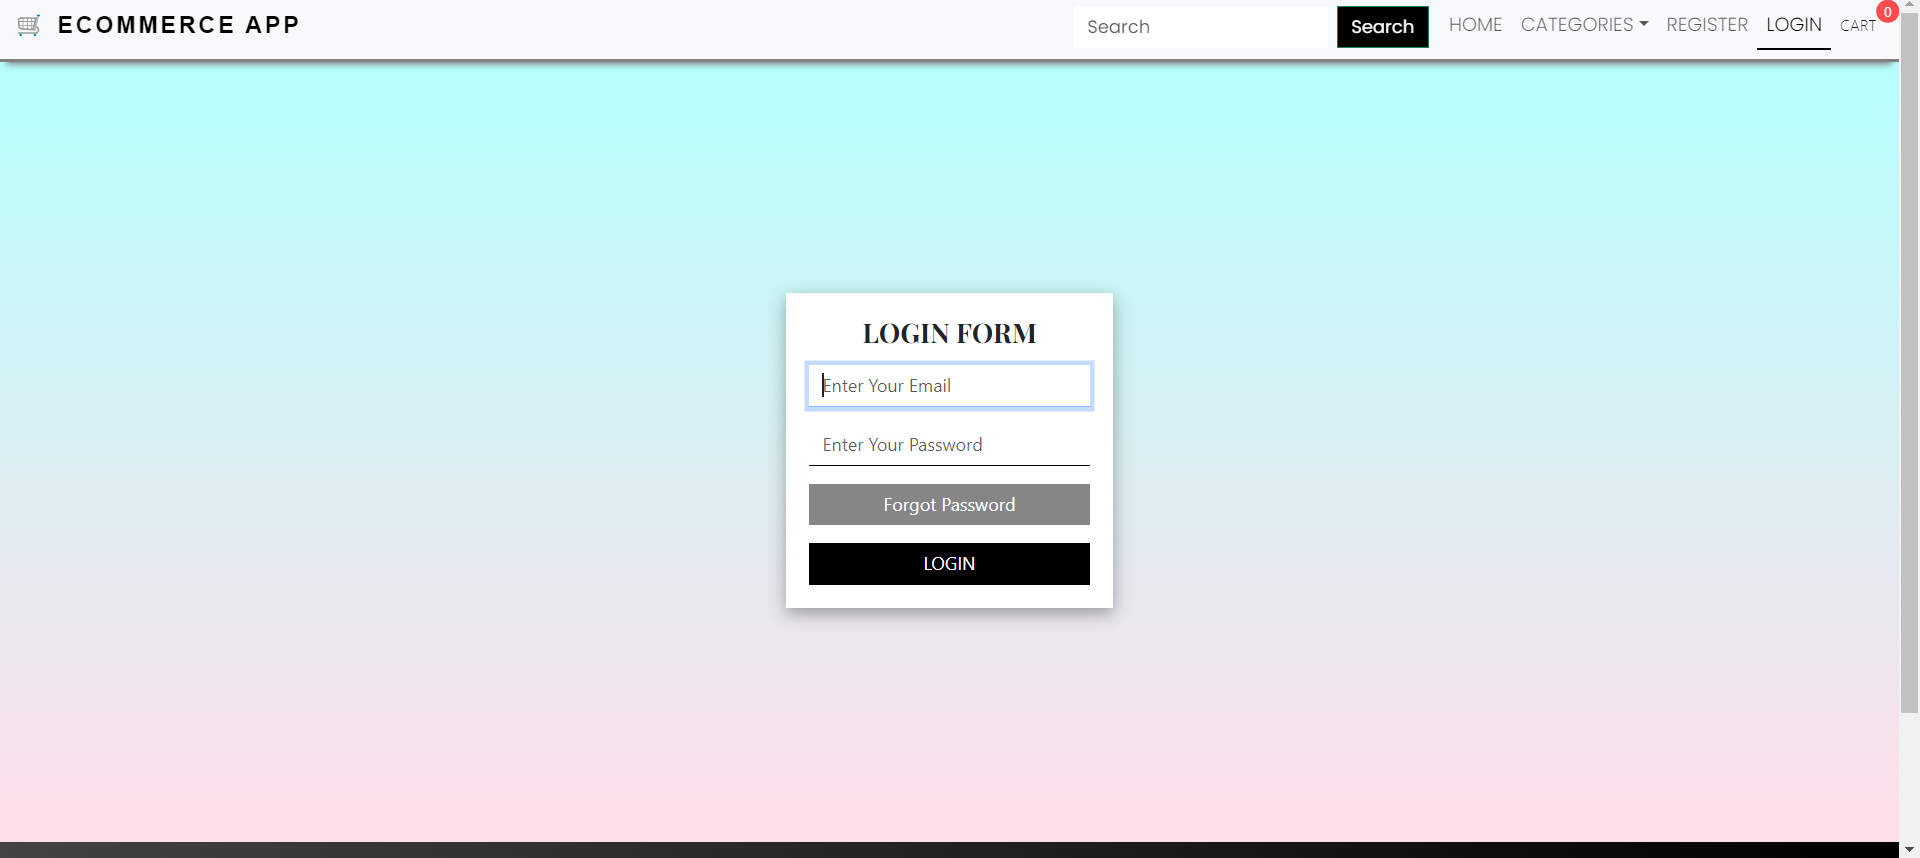 ECOMMERCE APP
Search
Search
HOME
CATEGORIES
REGISTER
LOGIN
CART
0
LOGIN FORM
Enter Your Email
Enter Your Password
Forgot Password
LOGIN